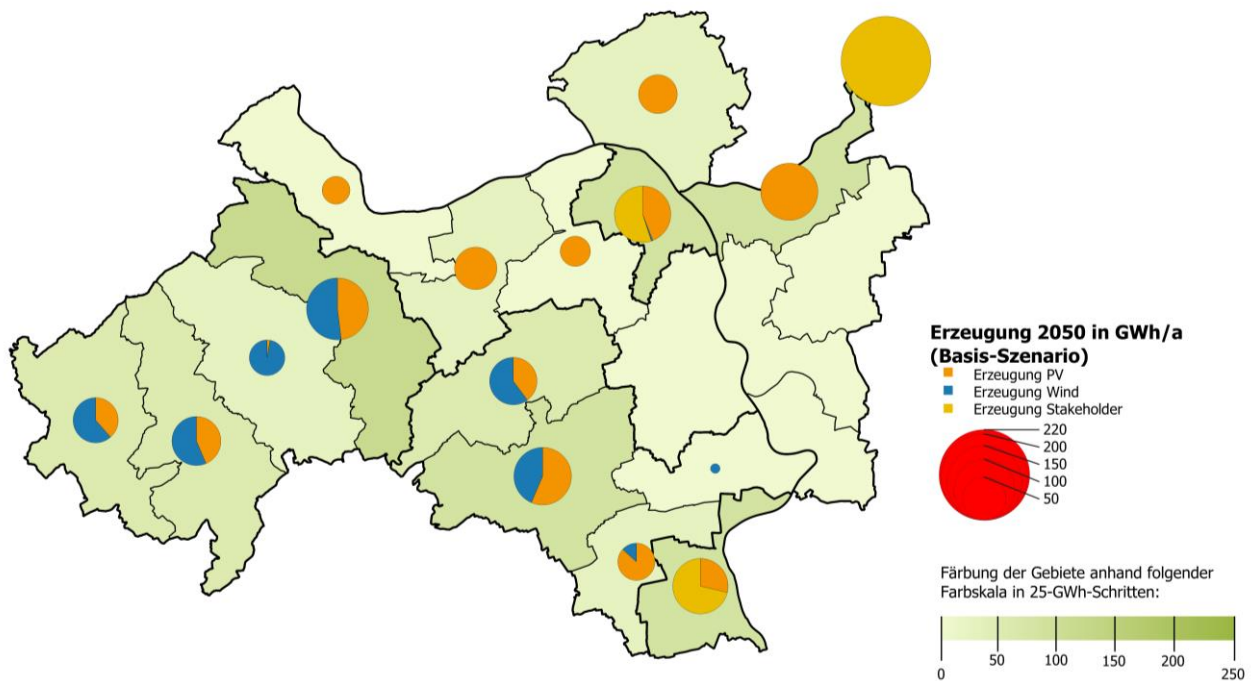 Erzeugung 2050 in GWh/a
(Basis-Szenario)
Erzeugung PV
Erzeugung Wind
Erzeugung Stakeholder
220
200
150
100
50
Färbung der Gebiete anhand folgender
Farbskala in 25-GWh-Schritten:
0 50 100 150 200 250